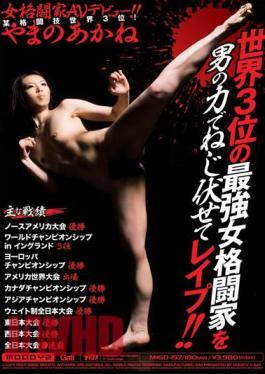 女格闘家AVデビュー!!
某格闘技世界3位!
やまのあかね
世界3位の最強女格闘家を
男の力でねじ伏せて
レイプ!!
主な戦績
ノースアメリカ大会 優勝
ワールドチャンピオンシップ
in イングランド 3位
ヨーロッパ
チャンピオンシップ 優勝
アメリカ世界大会 出場
カナダチャンピオンシップ 優勝
アジアチャンピオンシップ 優勝
ウェイト制全日本大会 優勝
東日本大会 優勝
西日本大会 優勝
全日本大会
MOODYZ
Gati
MIGD-157/180min.
HD